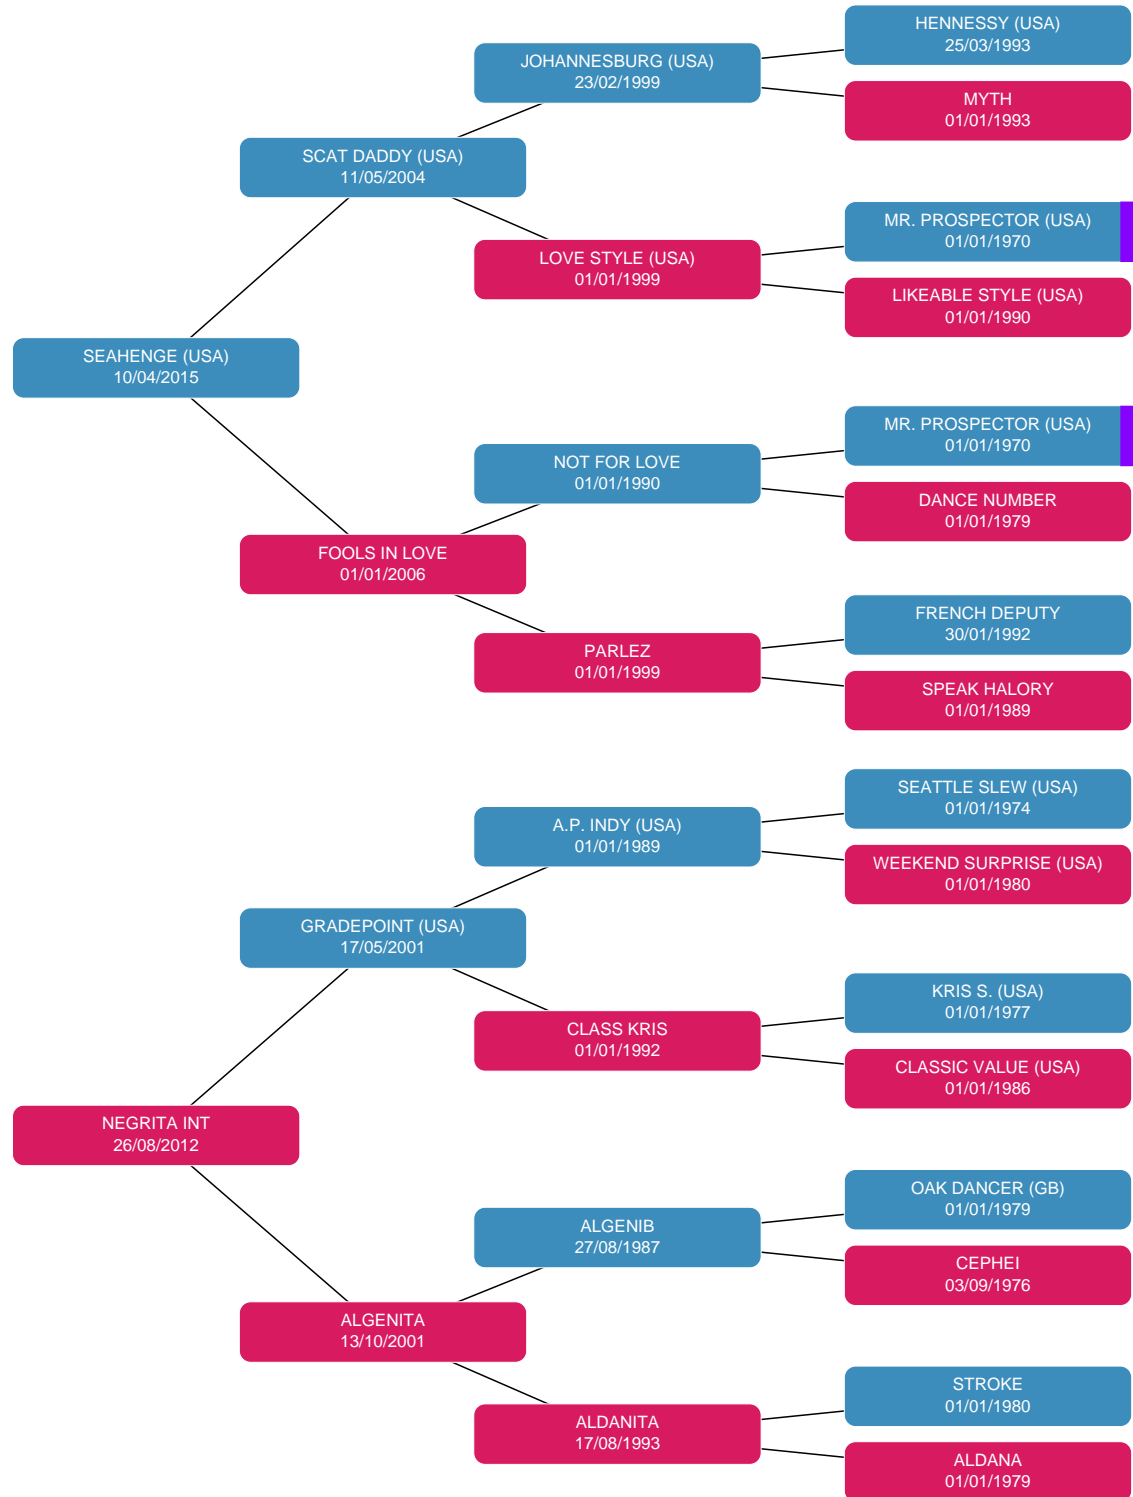 HENNESSY (USA)
25/03/1993
JOHANNESBURG (USA)
23/02/1999
MYTH
01/01/1993
SCAT DADDY (USA)
11/05/2004
MR. PROSPECTOR (USA)
01/01/1970
LOVE STYLE (USA)
01/01/1999
LIKEABLE STYLE (USA)
01/01/1990
SEAHENGE (USA)
10/04/2015
MR. PROSPECTOR (USA)
01/01/1970
NOT FOR LOVE
01/01/1990
DANCE NUMBER
01/01/1979
FOOLS IN LOVE
01/01/2006
FRENCH DEPUTY
30/01/1992
PARLEZ
01/01/1999
SPEAK HALORY
01/01/1989
SEATTLE SLEW (USA)
01/01/1974
A.P. INDY (USA)
01/01/1989
WEEKEND SURPRISE (USA)
01/01/1980
GRADEPOINT (USA)
17/05/2001
KRIS S. (USA)
01/01/1977
CLASS KRIS
01/01/1992
CLASSIC VALUE (USA)
01/01/1986
NEGRITA INT
26/08/2012
OAK DANCER (GB)
01/01/1979
ALGENIB
27/08/1987
CEPHEI
03/09/1976
ALGENITA
13/10/2001
STROKE
01/01/1980
ALDANITA
17/08/1993
ALDANA
01/01/1979